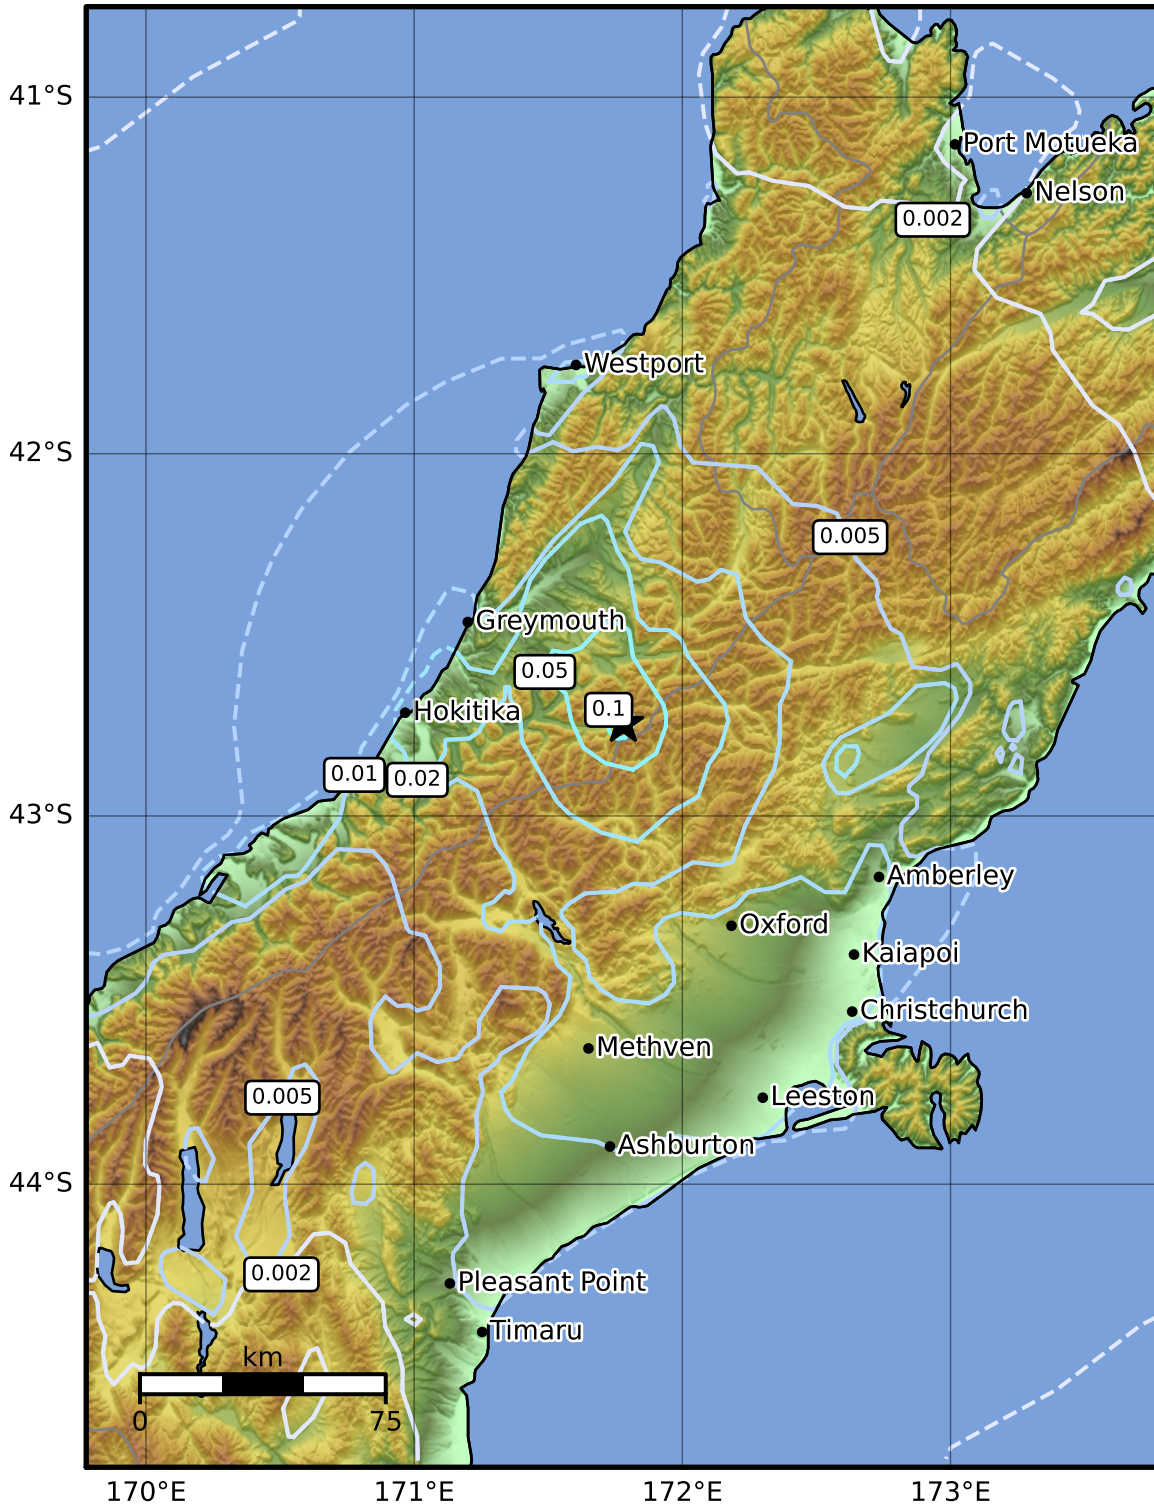 41°S
Port Motueka
Nelson
0.002
Westport
42°S
0.005
Greymouth
0.05
0.1
Hokitika
0.01
0.02
43°S
Amberley
Oxford
Kaiapoi
Christchurch
Methven
0.005
Leeston
Ashburton
44°S
0.002
Pleasant Point
Timaru
km
0
75
170°E
171°E
172°E
173°E